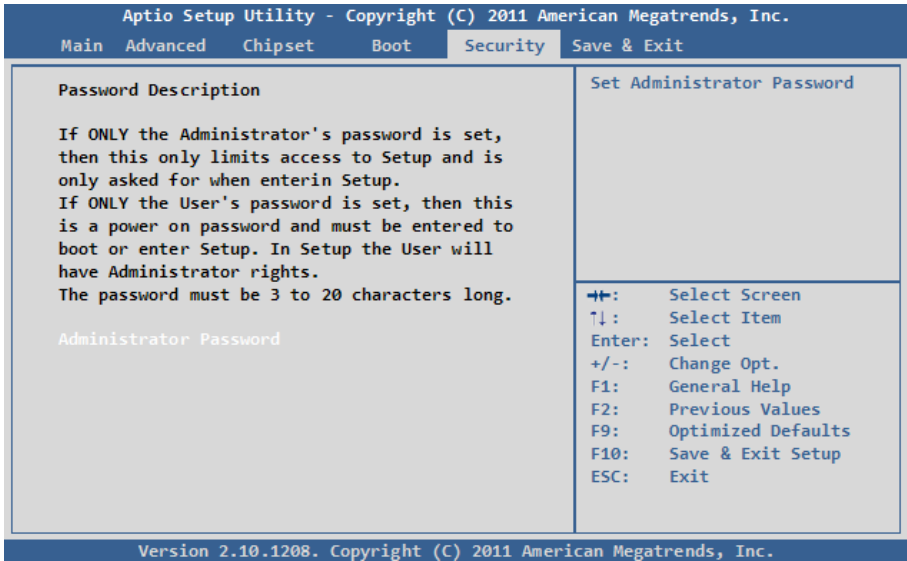 Aptio Setup Utility - Copyright (C) 2011 American Megatrends, Inc.
Main Advanced Chipset Boot Security Save & Exit
Password Description
If ONLY the Administrator's password is set,
then this only limits access to Setup and is
only asked for when enterin Setup.
If ONLY the User's password is set, then this
is a power on password and must be entered to
boot or enter Setup. In Setup the User will
have Administrator rights.
The password must be 3 to 20 characters long.
Administrator Password
Set Administrator Password
→←: Select Screen
↑↓: Select Item
Enter: Select
+/-: Change Opt.
F1: General Help
F2: Previous Values
F9: Optimized Defaults
F10: Save & Exit Setup
ESC: Exit
Version 2.10.1208. Copyright (C) 2011 American Megatrends, Inc.